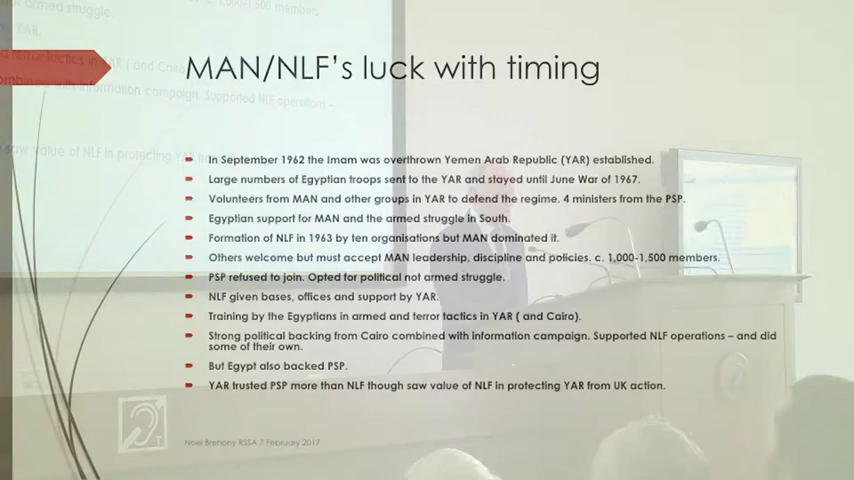 MAN/NLF's luck with timing
In September 1962 the Imam was overthrown Yemen Arab Republic (YAR) established.
Large numbers of Egyptian troops sent to the YAR and stayed until June War of 1967.
Volunteers from MAN and other groups in YAR to defend the regime. 4 ministers from the PSP.
Egyptian support for MAN and the armed struggle in South.
Formation of NLF in 1963 by ten organisations but MAN dominated it.
Others welcome but must accept MAN leadership, discipline and policies. c. 1,000-1,500 members.
PSP refused to join. Opted for political not armed struggle.
NLF given bases, offices and support by YAR.
Training by the Egyptians in armed and terror tactics in YAR ( and Cairo).
Strong political backing from Cairo combined with information campaign. Supported NLF operations – and did
some of their own.
But Egypt also backed PSP.
YAR trusted PSP more than NLF though saw value of NLF in protecting YAR from UK action.
T
Noel Brehony RSSA 7 February 2017